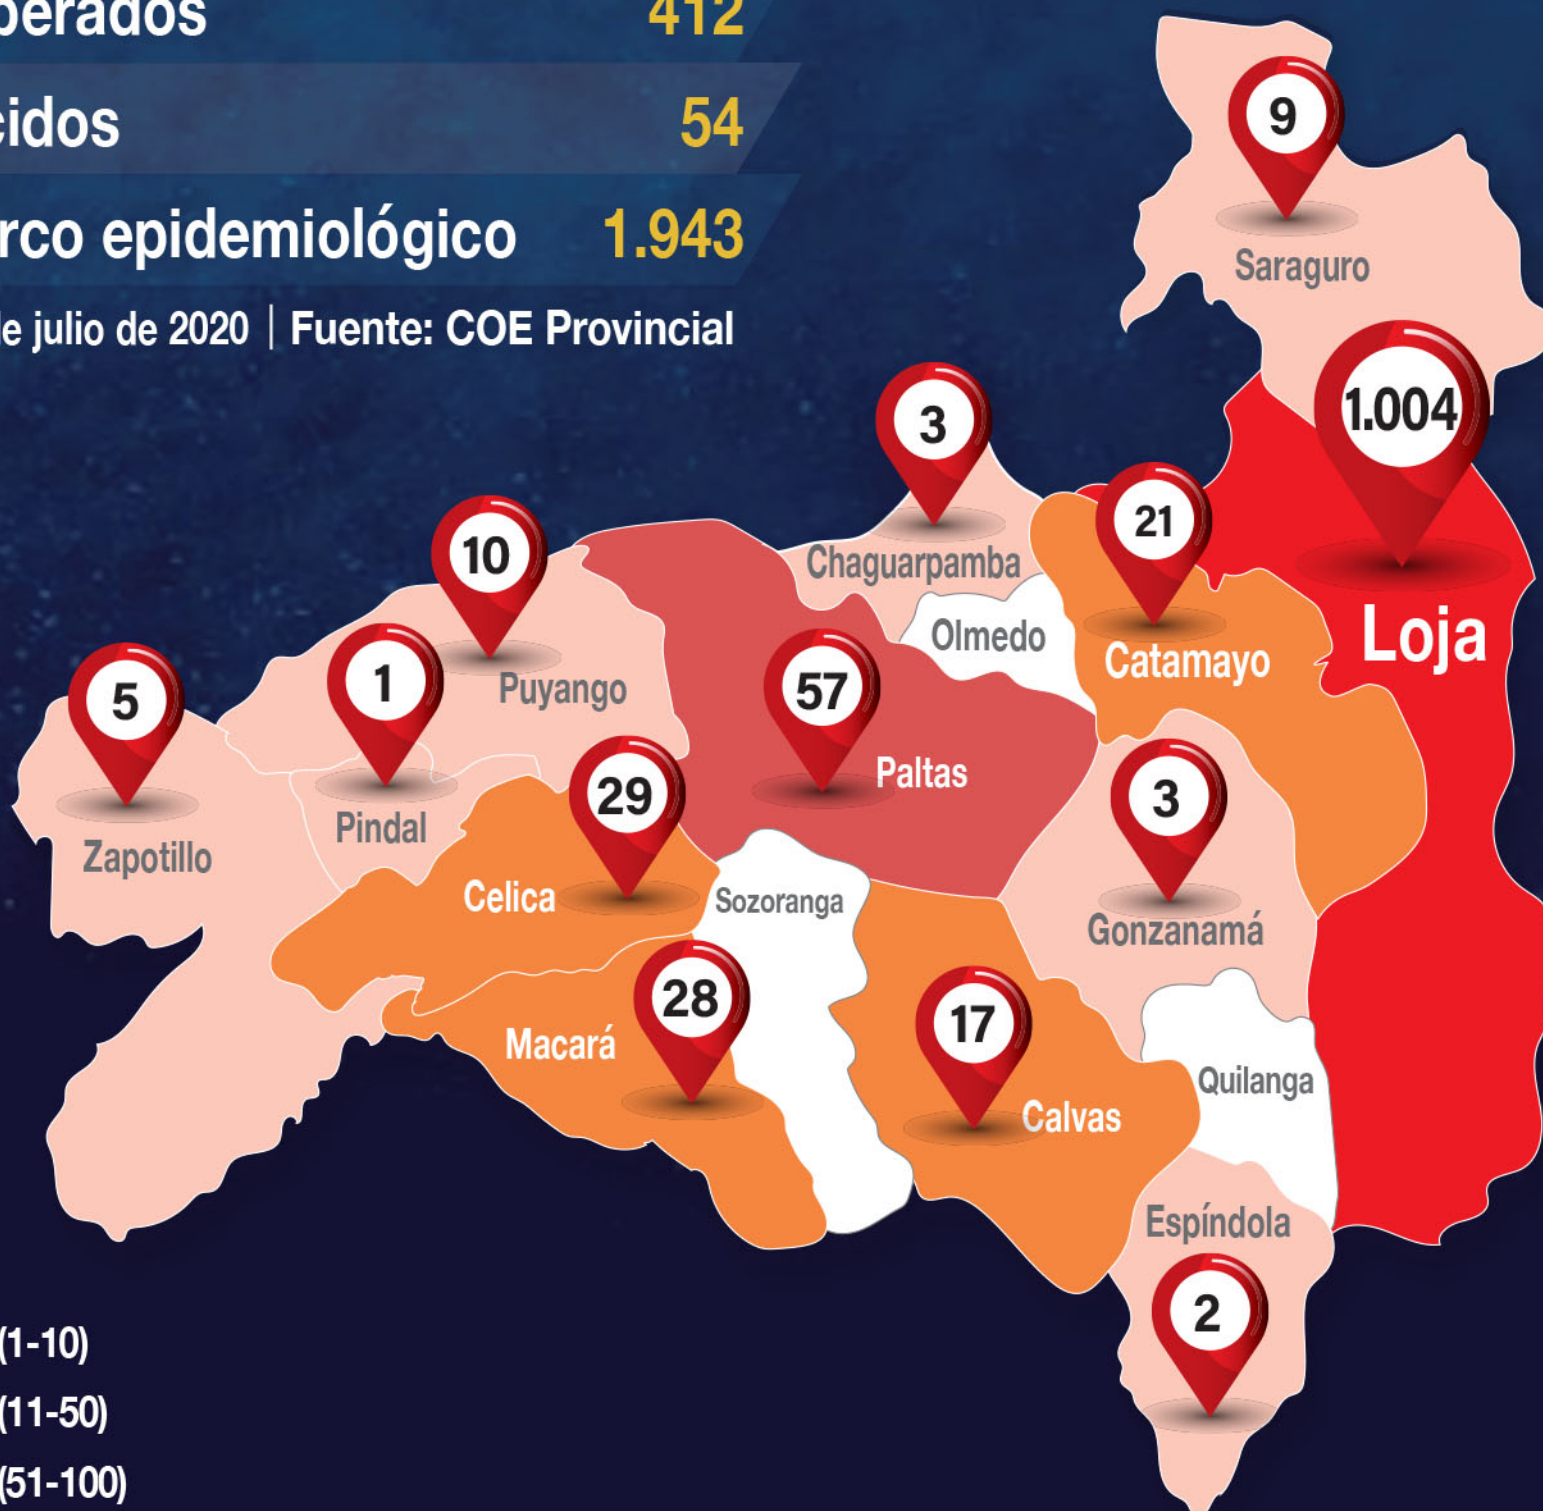 perados 412
cidos 54
rco epidemiológico 1.943
de julio de 2020 | Fuente: COE Provincial
9
Saraguro
1.004
Loja
3
Chaguarpamba
21
Catamayo
Olmedo
10
Puyango
1
Pindal
5
Zapotillo
57
Paltas
29
Celica
3
Gonzanamá
Sozoranga
28
Macará
17
Calvas
Quilanga
Espíndola
2
(1-10)
(11-50)
(51-100)